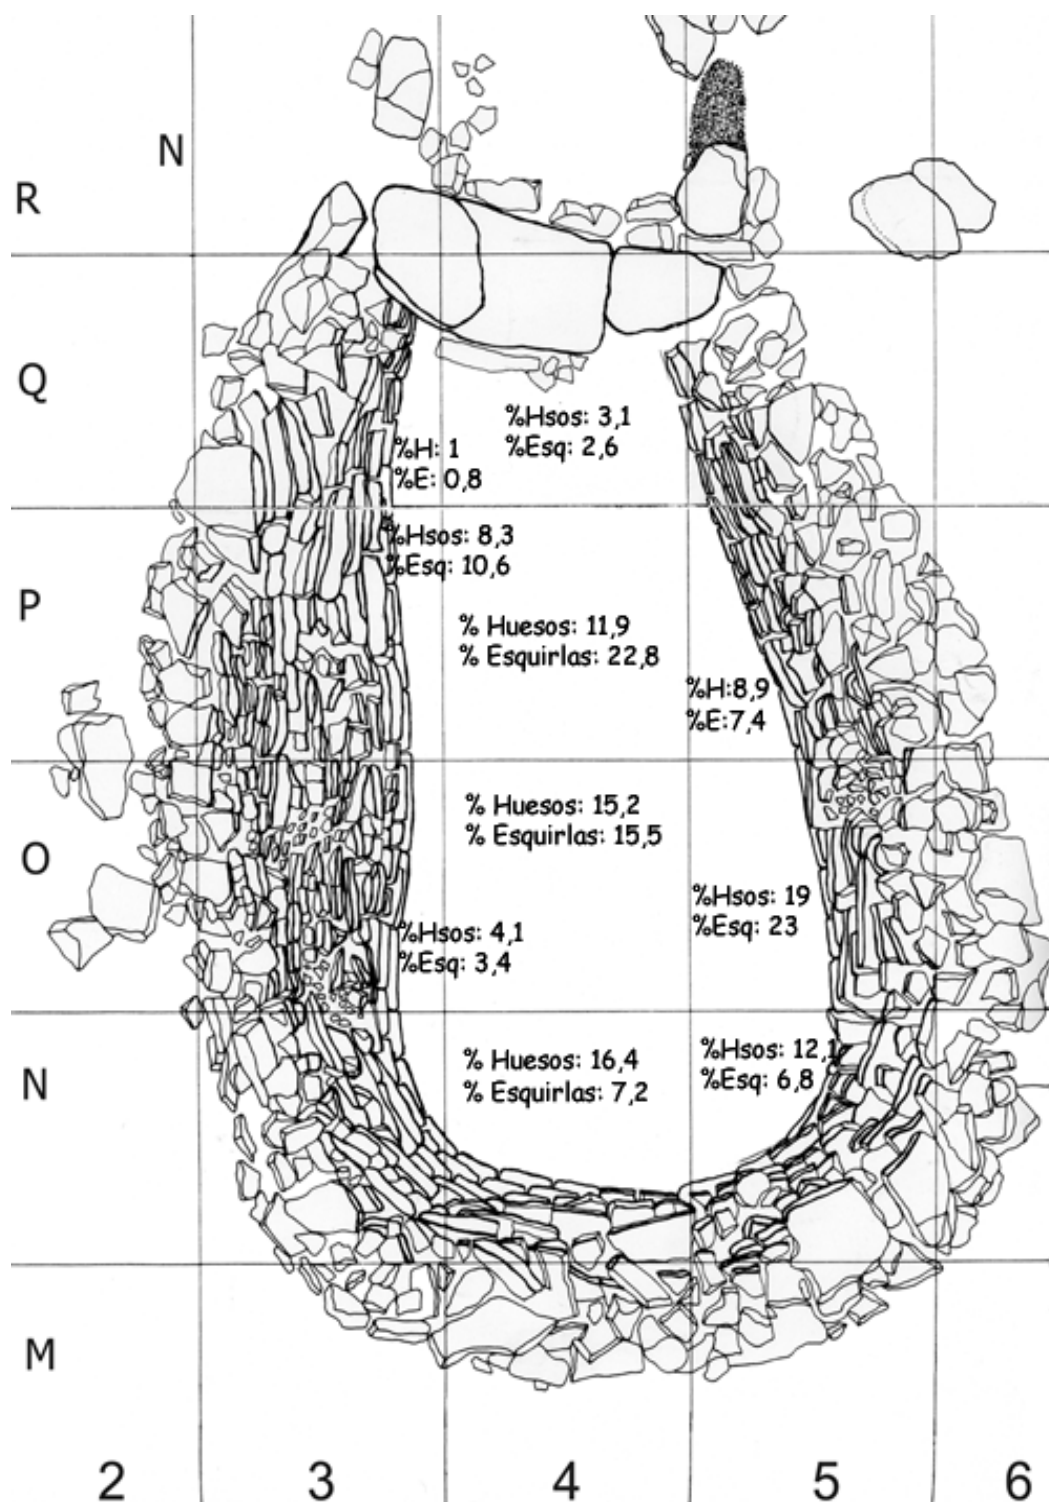 N
R
Q
%Hsos: 3,1
%Esq: 2,6
%H: 1
%E: 0,8
%Hsos: 8,3
%Esq: 10,6
P
% Huesos: 11,9
% Esquirlas: 22,8
%H:8,9
%E:7,4
% Huesos: 15,2
% Esquirlas: 15,5
O
%Hsos: 19
%Esq: 23
%Hsos: 4,1
%Esq: 3,4
N
% Huesos: 16,4
% Esquirlas: 7,2
%Hsos: 12,1
%Esq: 6,8
M
2 3 4 5 6